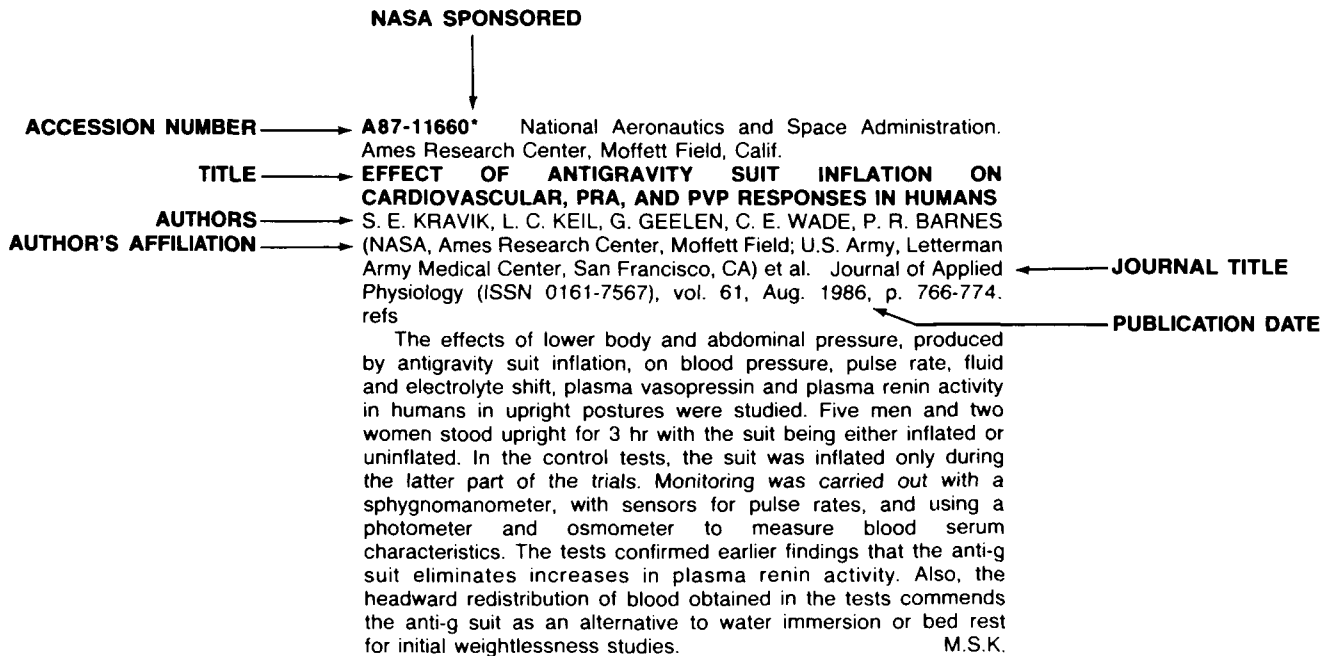 NASA SPONSORED
ACCESSION NUMBER
A87-11660* National Aeronautics and Space Administration.
Ames Research Center, Moffett Field, Calif.
TITLE
EFFECT OF ANTIGRAVITY SUIT INFLATION ON
CARDIOVASCULAR, PRA, AND PVP RESPONSES IN HUMANS
AUTHORS
S. E. KRAVIK, L. C. KEIL, G. GEELEN, C. E. WADE, P. R. BARNES
AUTHOR'S AFFILIATION
(NASA, Ames Research Center, Moffett Field; U.S. Army, Letterman
Army Medical Center, San Francisco, CA) et al. Journal of Applied
JOURNAL TITLE
Physiology (ISSN 0161-7567), vol. 61, Aug. 1986, p. 766-774.
refs
PUBLICATION DATE
The effects of lower body and abdominal pressure, produced
by antigravity suit inflation, on blood pressure, pulse rate, fluid
and electrolyte shift, plasma vasopressin and plasma renin activity
in humans in upright postures were studied. Five men and two
women stood upright for 3 hr with the suit being either inflated or
uninflated. In the control tests, the suit was inflated only during
the latter part of the trials. Monitoring was carried out with a
sphygnomanometer, with sensors for pulse rates, and using a
photometer and osmometer to measure blood serum
characteristics. The tests confirmed earlier findings that the anti-g
suit eliminates increases in plasma renin activity. Also, the
headward redistribution of blood obtained in the tests commends
the anti-g suit as an alternative to water immersion or bed rest
for initial weightlessness studies. M.S.K.